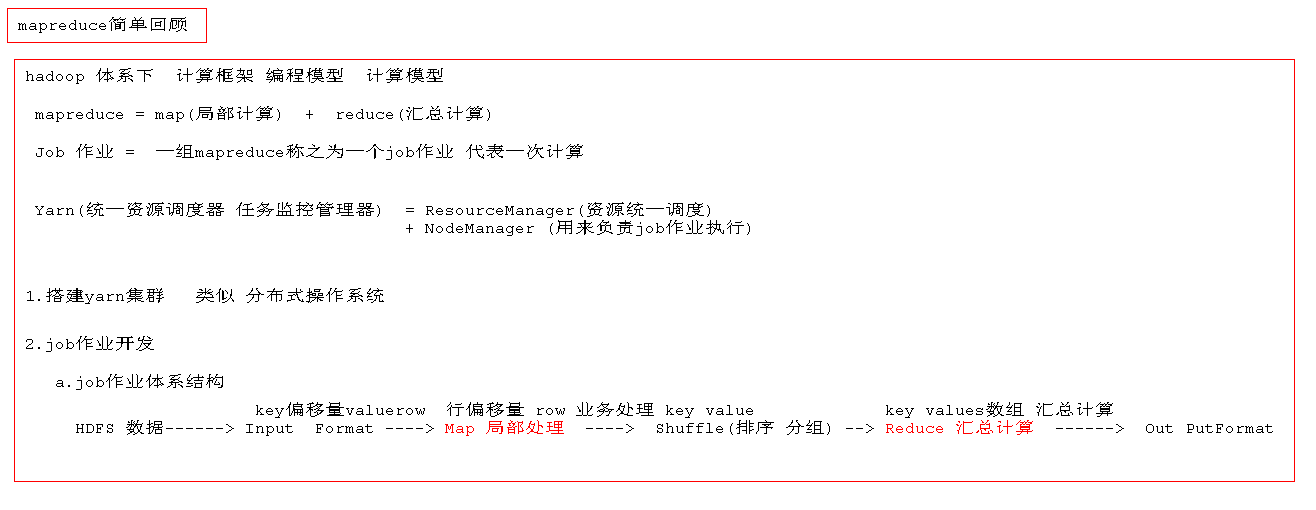 mapreduce简单回顾
hadoop 体系下  计算框架 编程模型  计算模型
mapreduce = map(局部计算)  +  reduce(汇总计算)
Job 作业 =  一组mapreduce称之为一个job作业 代表一次计算
Yarn(统一资源调度器 任务监控管理器)  = ResourceManager(资源统一调度)
+ NodeManager (用来负责job作业执行)
1.搭建yarn集群   类似 分布式操作系统
2.job作业开发
a.job作业体系结构
key偏移量valuerow  行偏移量 row 业务处理 key value  key values数组 汇总计算
HDFS 数据------> Input  Format ----> Map 局部处理  ---->  Shuffle(排序 分组) --> Reduce 汇总计算  ------>  Out PutFormat